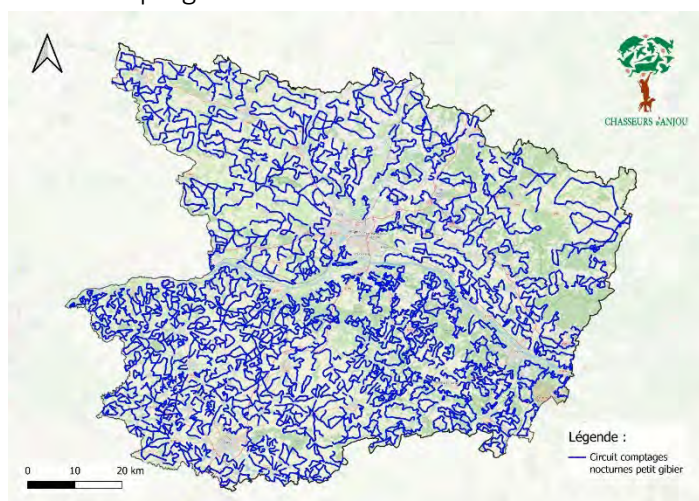 CHASSEURS d'ANJOU
Légende :
Circuit comptages
nocturnes petit gibier
0 10 20 km